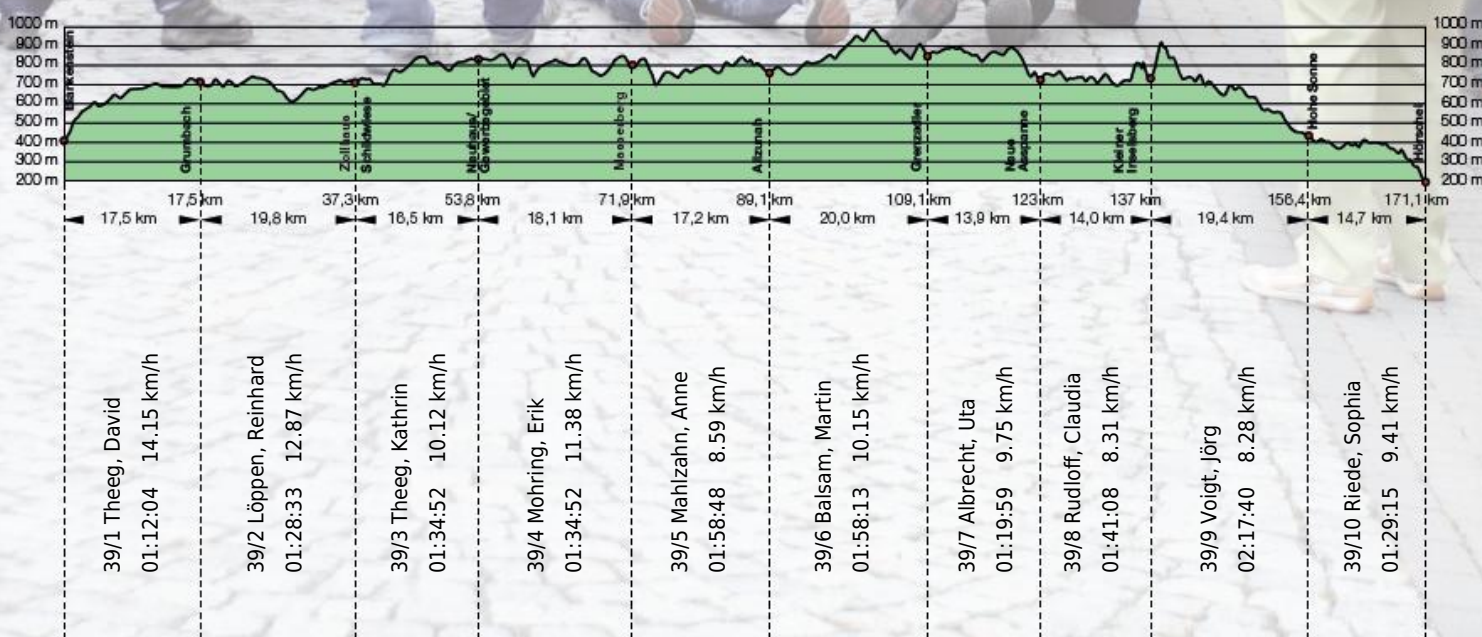 1000 m
900 m
800 m
700 m
600 m
500 m
400 m
300 m
200 m
Blankenstein
Grumbach
Zollhaus
Schildwiese
Neuhaus/
Gewerbegebiet
Masserberg
Allzunah
Grenzadler
Neue
Ausspanne
Kleiner
Inselsberg
Hohe Sonne
Hörschel
1000 m
900 m
800 m
700 m
600 m
500 m
400 m
300 m
200 m
17,5 km 37,3 km 53,8 km 71,9 km 89,1 km 109,1 km 123 km 137 km 156,4 km 171,1 km
17,5 km 19,8 km 16,5 km 18,1 km 17,2 km 20,0 km 13,9 km 14,0 km 19,4 km 14,7 km
39/1 Theeg, David
01:12:04 14.15 km/h
39/2 Löppen, Reinhard
01:28:33 12.87 km/h
39/3 Theeg, Kathrin
01:34:52 10.12 km/h
39/4 Mohring, Erik
01:34:52 11.38 km/h
39/5 Mahlzahn, Anne
01:58:48 8.59 km/h
39/6 Balsam, Martin
01:58:13 10.15 km/h
39/7 Albrecht, Uta
01:19:59 9.75 km/h
39/8 Rudloff, Claudia
01:41:08 8.31 km/h
39/9 Voigt, Jörg
02:17:40 8.28 km/h
39/10 Riede, Sophia
01:29:15 9.41 km/h